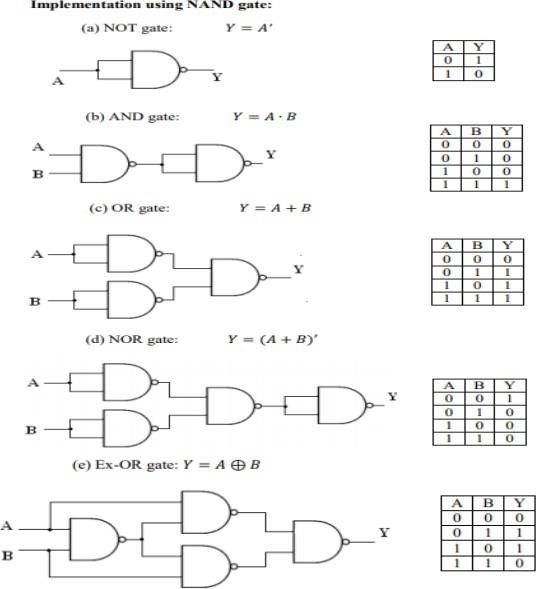 Implementation using NAND gate:
(a) NOT gate: Y = A′
A Y
0 1
1 0
A
Y
(b) AND gate: Y = A · B
A B Y
0 0 0
0 1 0
1 0 0
1 1 1
A
B
Y
(c) OR gate: Y = A + B
A B Y
0 0 0
0 1 1
1 0 1
1 1 1
A
B
Y
(d) NOR gate: Y = (A + B)′
A B Y
0 0 1
0 1 0
1 0 0
1 1 0
A
B
Y
(e) Ex-OR gate: Y = A ⊕ B
A B Y
0 0 0
0 1 1
1 0 1
1 1 0
A
B
Y